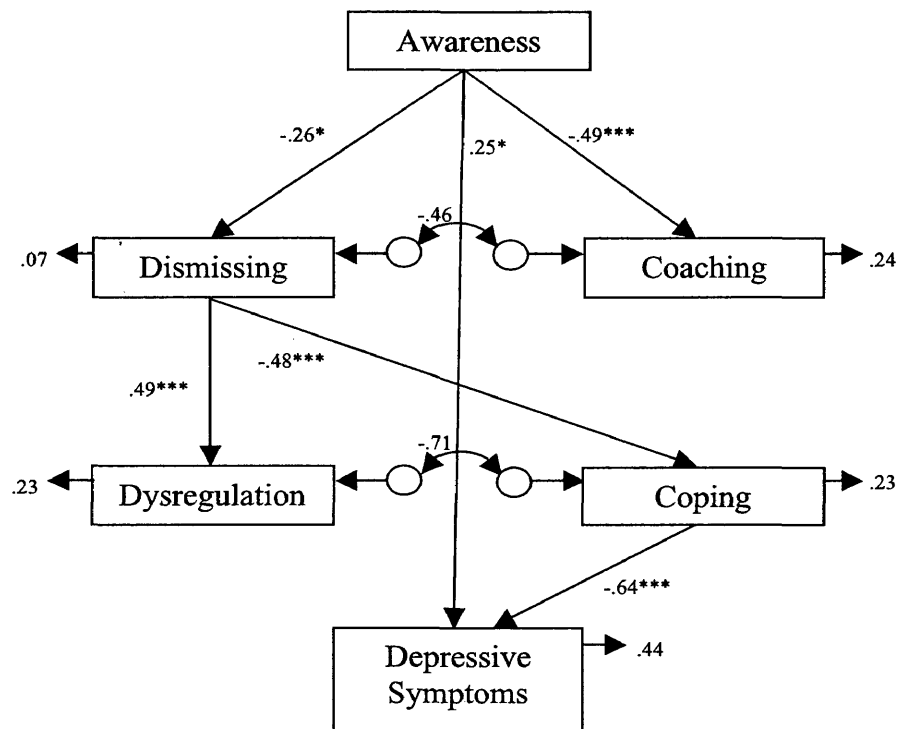 Awareness
-.26*
.25*
-.49***
-.46
.07
Dismissing
Coaching
.24
-.48***
.49***
-.71
.23
Dysregulation
Coping
.23
-.64***
Depressive
Symptoms
.44